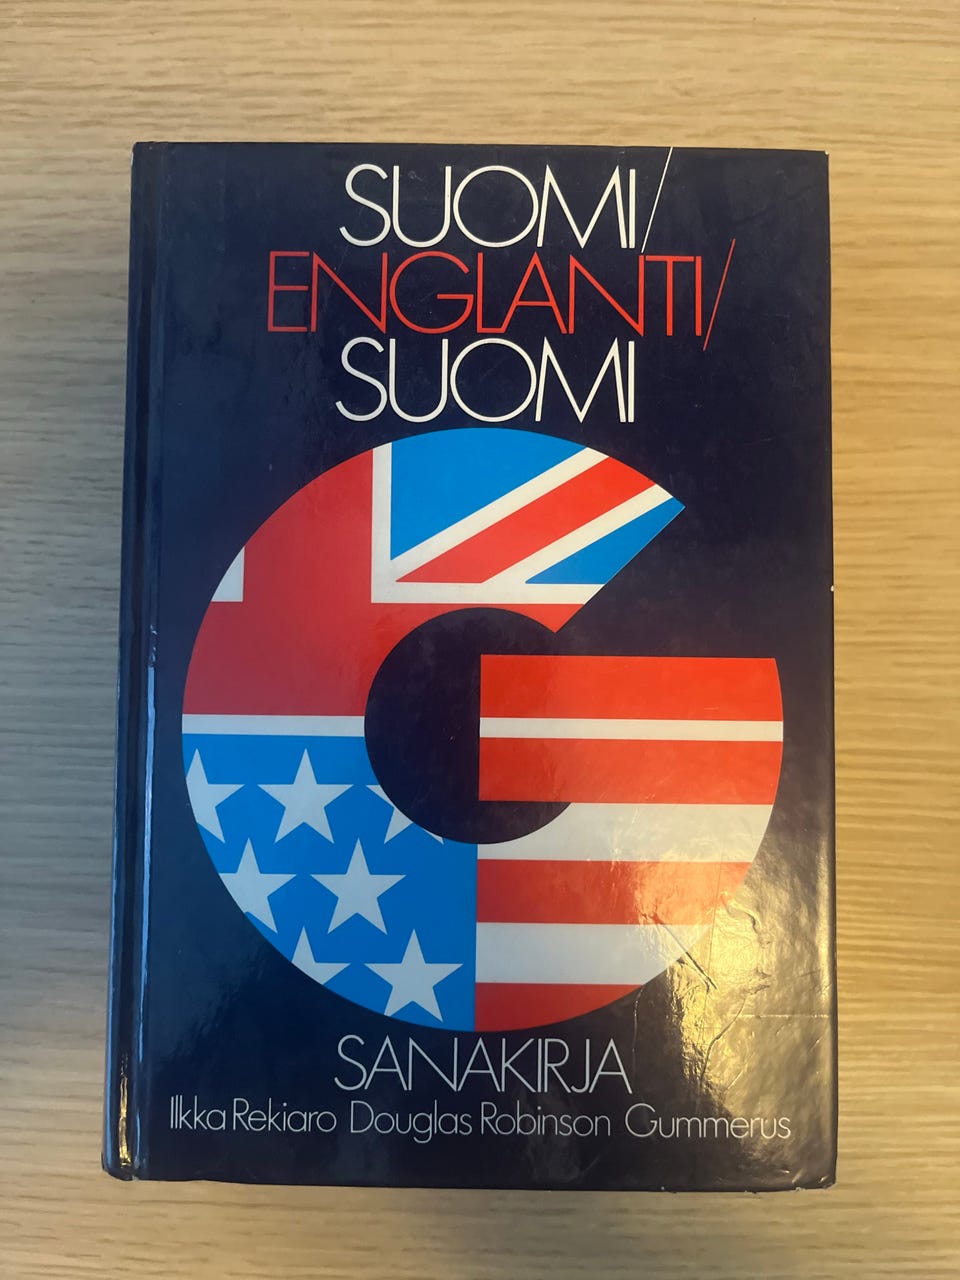 SUOMI/
ENGLANTI/
SUOMI
G
SANAKIRJA
Ilkka Rekiaro Douglas Robinson Gummerus